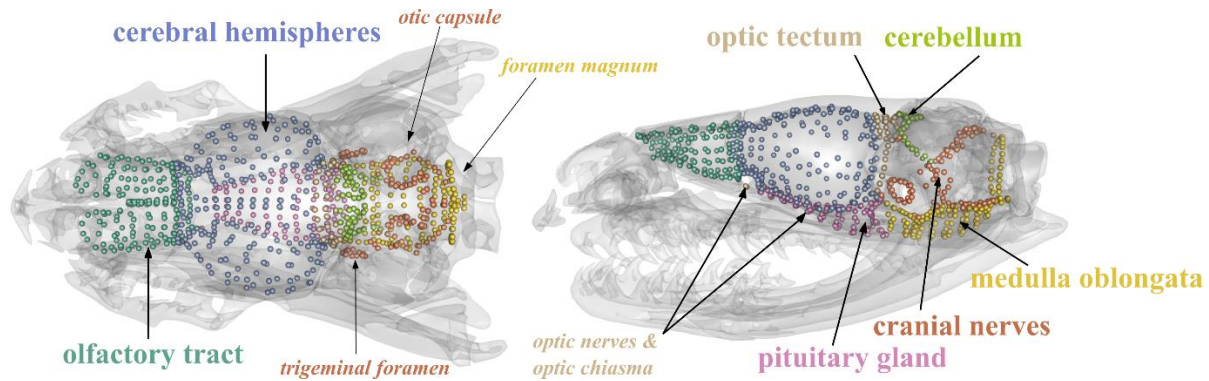 otic capsule
cerebral hemispheres
foramen magnum
olfactory tract
trigeminal foramen
optic tectum
cerebellum
medulla oblongata
cranial nerves
optic nerves &
optic chiasma
pituitary gland